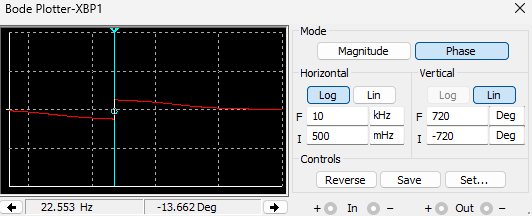 Bode Plotter-XBP1
Mode
Magnitude Phase
Horizontal Vertical
Log Lin Log Lin
F 10 kHz F 720 Deg
I 500 mHz I -720 Deg
Controls
Reverse Save Set...
22.553 Hz -13.662 Deg
+ In − + Out −